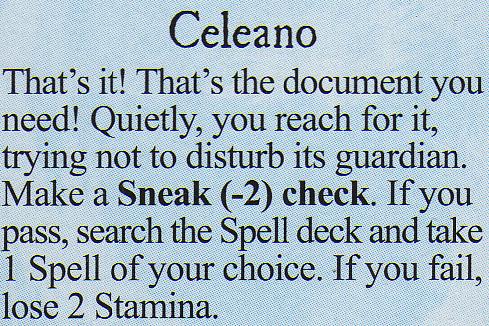 Celeano
That's it! That's the document you
need! Quietly, you reach for it,
trying not to disturb its guardian.
Make a Sneak (-2) check. If you
pass, search the Spell deck and take
1 Spell of your choice. If you fail,
lose 2 Stamina.